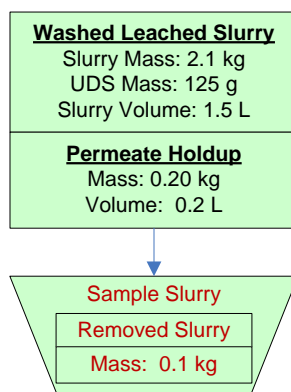 Washed Leached Slurry
Slurry Mass: 2.1 kg
UDS Mass: 125 g
Slurry Volume: 1.5 L
Permeate Holdup
Mass: 0.20 kg
Volume:  0.2 L
Sample Slurry
Removed Slurry
Mass:  0.1 kg